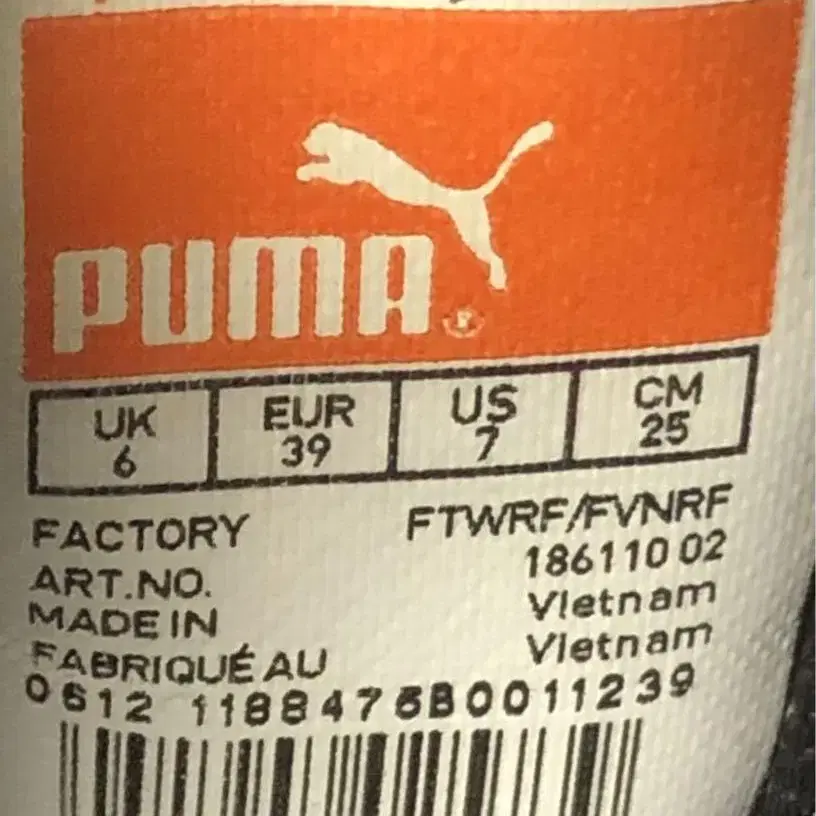 PUMA
UK EUR US CM
6 39 7 25
FACTORY FTWRF/FVNRF
ART.NO. 186110 02
MADE IN Vietnam
FABRIQUÉ AU Vietnam
0612